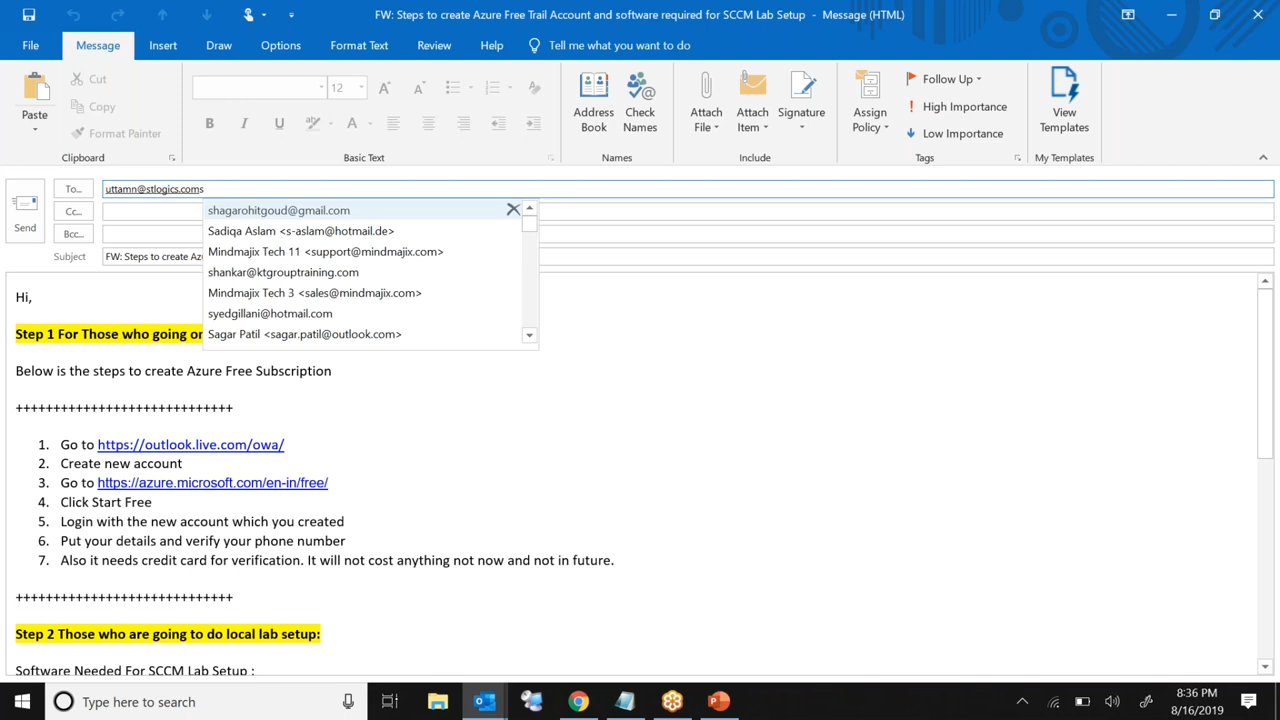 FW: Steps to create Azure Free Trail Account and software required for SCCM Lab Setup - Message (HTML)
File Message Insert Draw Options Format Text Review Help Tell me what you want to do
Paste
Cut
Copy
Format Painter
Clipboard
12
B I U
Basic Text
Address Book
Check Names
Names
Attach File
Attach Item
Signature
Include
Assign Policy
Follow Up
High Importance
Low Importance
Tags
View Templates
My Templates
Send
To... uttamn@stlogics.coms
Cc...
Bcc...
Subject FW: Steps to create Az
shagarohitgoud@gmail.com
Sadiqa Aslam <s-aslam@hotmail.de>
Mindmajix Tech 11 <support@mindmajix.com>
shankar@ktgrouptraining.com
Mindmajix Tech 3 <sales@mindmajix.com>
syedgillani@hotmail.com
Sagar Patil <sagar.patil@outlook.com>
Hi,
Step 1 For Those who going or
Below is the steps to create Azure Free Subscription
+++++++++++++++++++++++++++++
1. Go to https://outlook.live.com/owa/
2. Create new account
3. Go to https://azure.microsoft.com/en-in/free/
4. Click Start Free
5. Login with the new account which you created
6. Put your details and verify your phone number
7. Also it needs credit card for verification. It will not cost anything not now and not in future.
+++++++++++++++++++++++++++++
Step 2 Those who are going to do local lab setup:
Software Needed For SCCM Lab Setup :
Type here to search
8:36 PM
8/16/2019